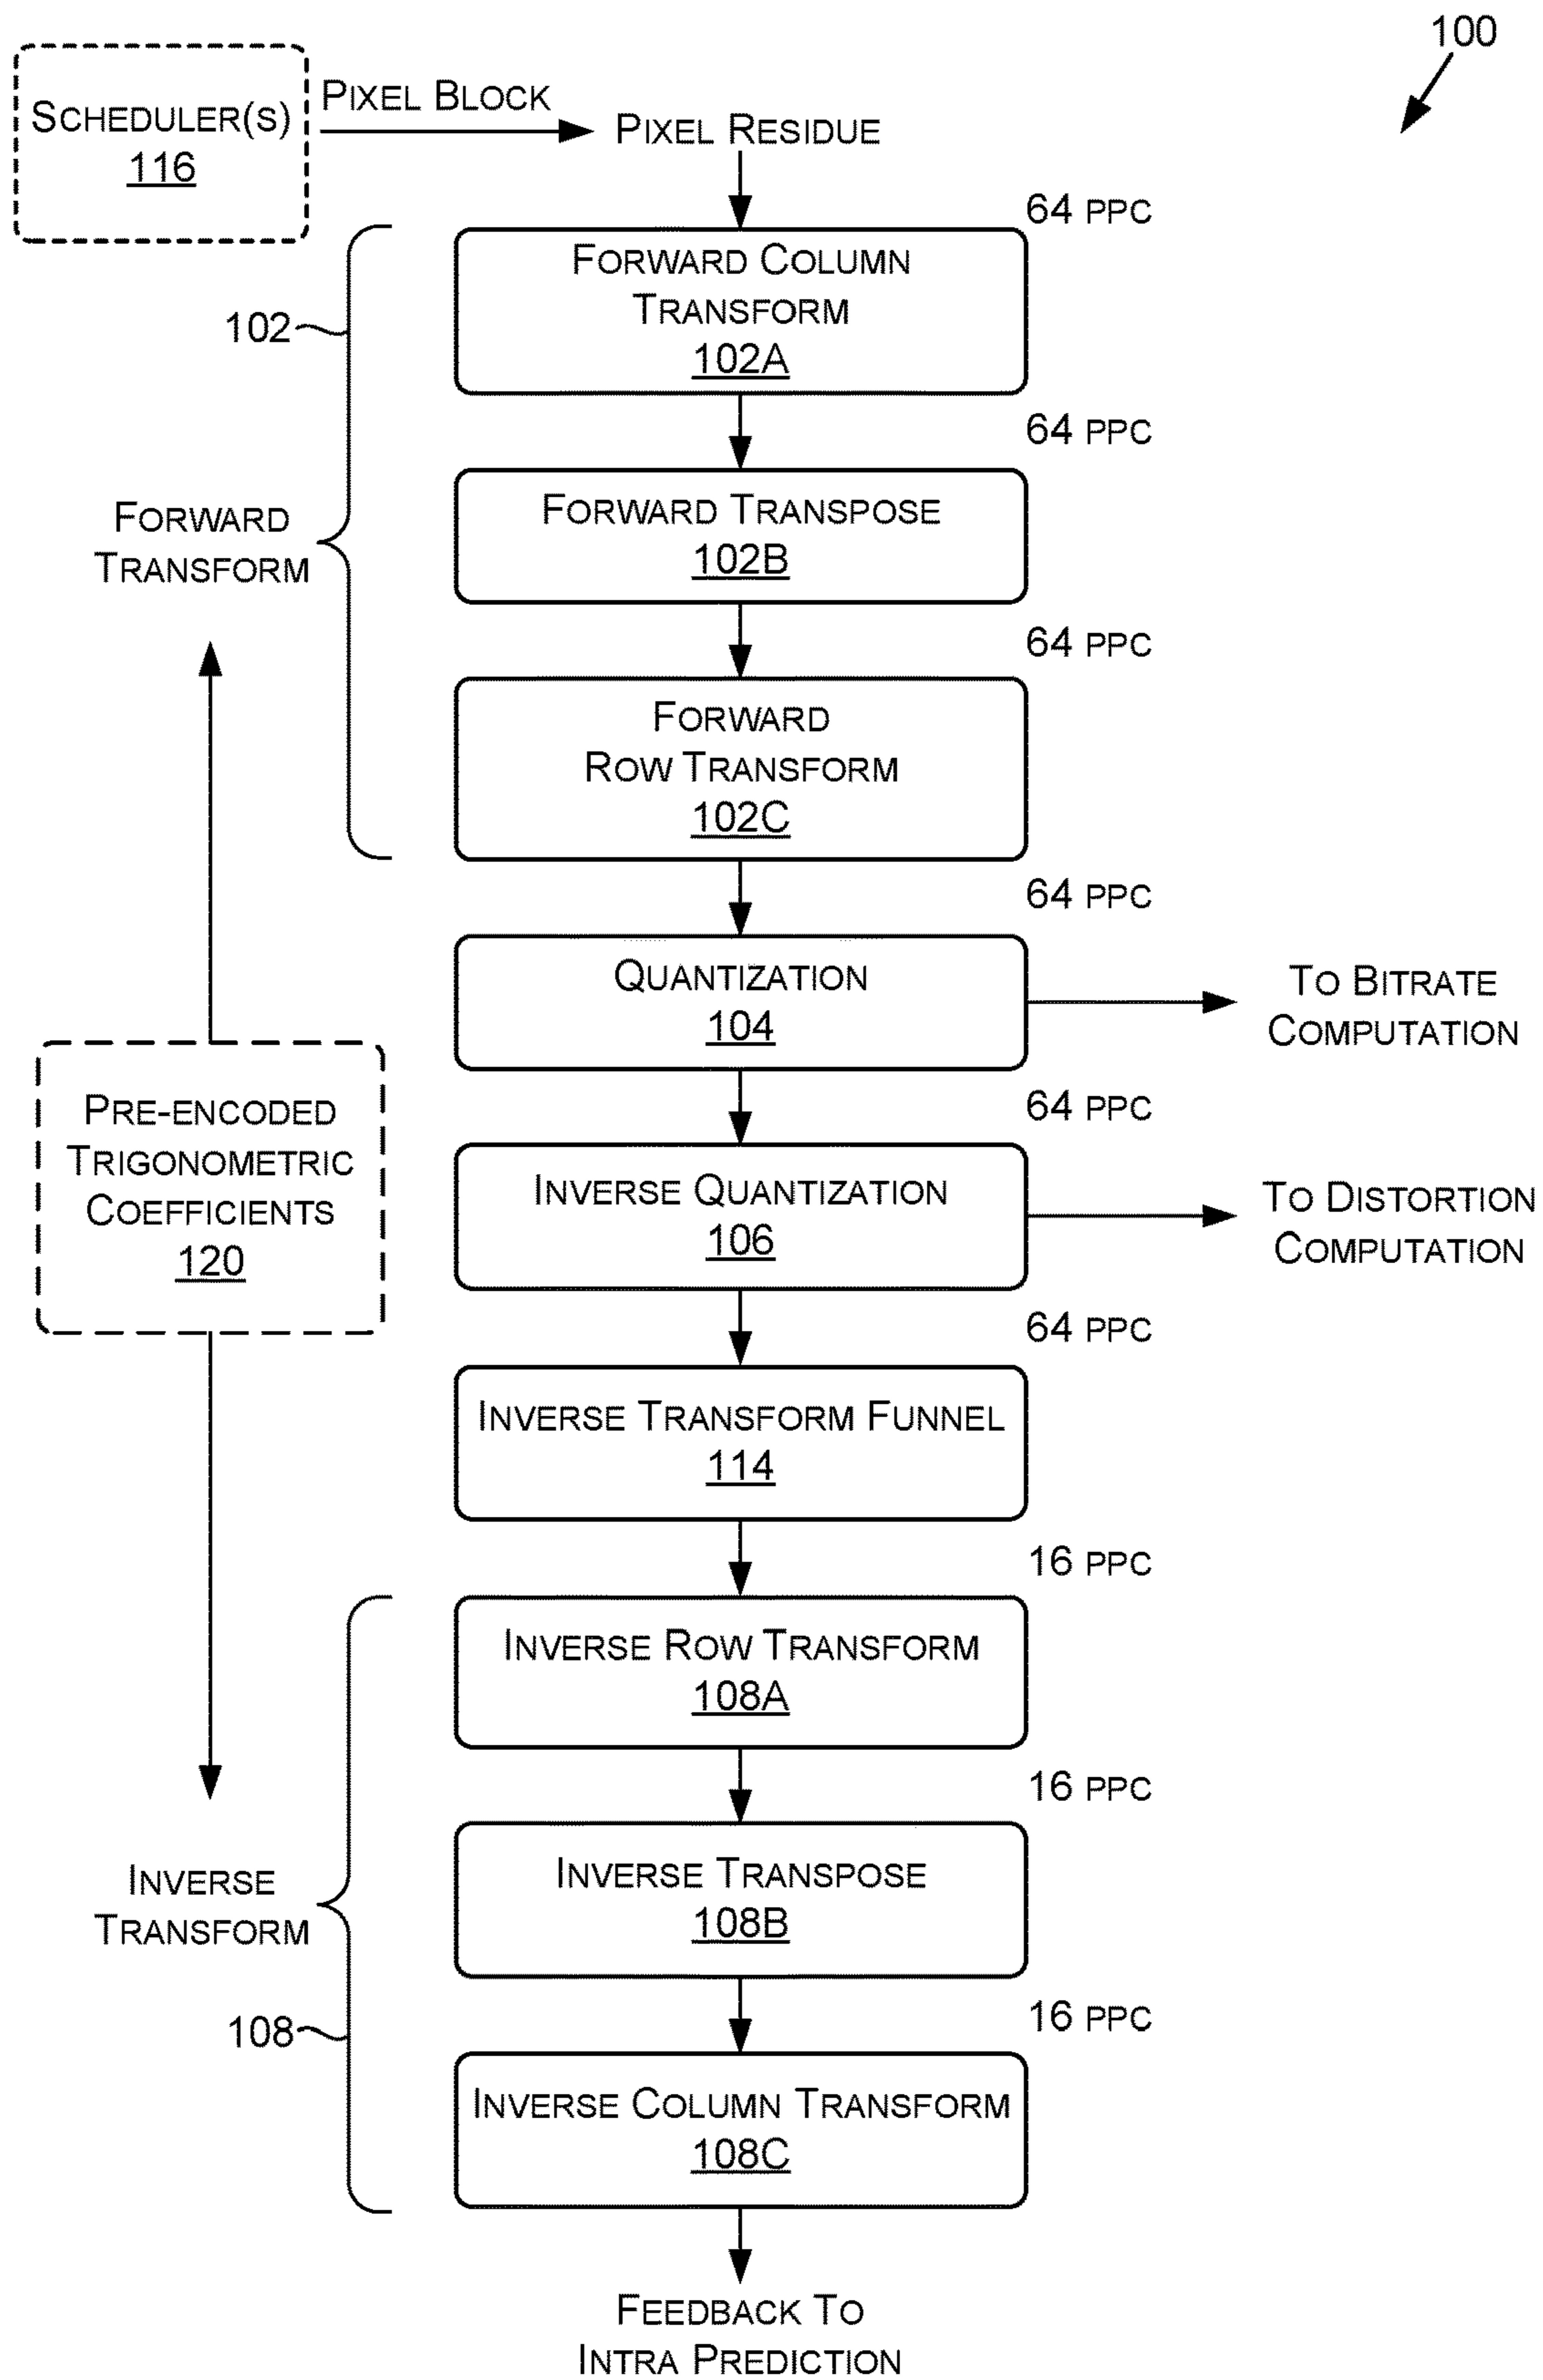 100
SCHEDULER(S)
116
PIXEL BLOCK
PIXEL RESIDUE
64 PPC
FORWARD COLUMN
TRANSFORM
102A
102
64 PPC
FORWARD TRANSPOSE
102B
FORWARD
TRANSFORM
64 PPC
FORWARD
ROW TRANSFORM
102C
64 PPC
QUANTIZATION
104
TO BITRATE
COMPUTATION
64 PPC
PRE-ENCODED
TRIGONOMETRIC
COEFFICIENTS
120
INVERSE QUANTIZATION
106
TO DISTORTION
COMPUTATION
64 PPC
INVERSE TRANSFORM FUNNEL
114
16 PPC
INVERSE ROW TRANSFORM
108A
16 PPC
INVERSE TRANSPOSE
108B
INVERSE
TRANSFORM
16 PPC
108
INVERSE COLUMN TRANSFORM
108C
FEEDBACK TO
INTRA PREDICTION